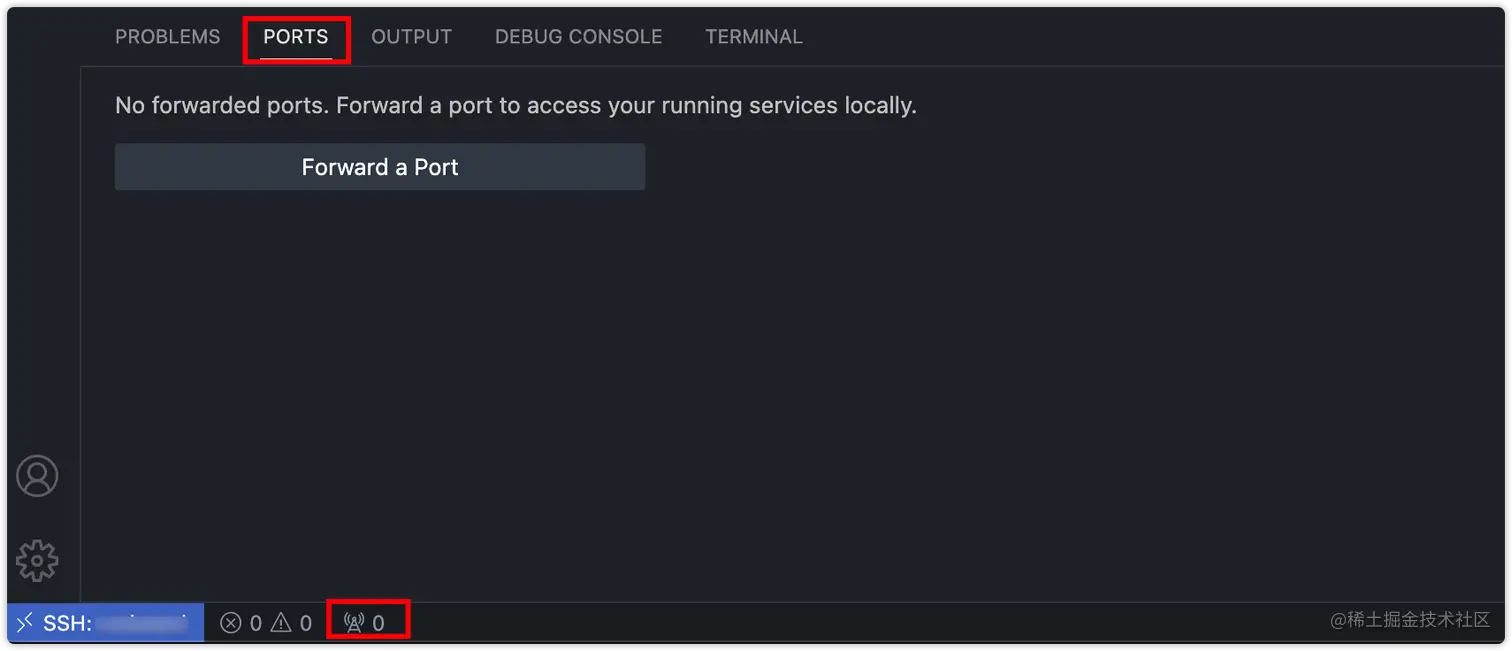 PROBLEMS PORTS OUTPUT DEBUG CONSOLE TERMINAL
No forwarded ports. Forward a port to access your running services locally.
Forward a Port
SSH: 0 0 0
@稀土掘金技术社区